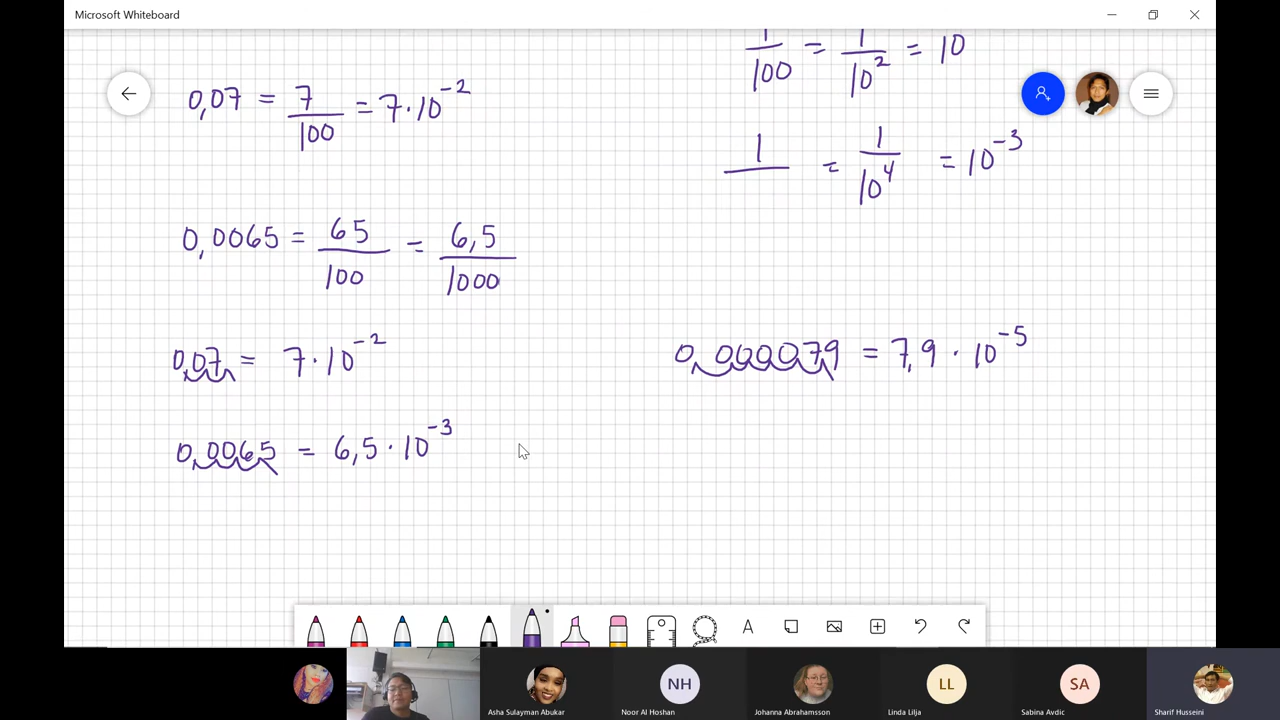 Microsoft Whiteboard
1/100 = 1/10² = 10
0,07 = 7/100 = 7·10⁻²
1/ = 1/10⁴ = 10⁻³
0,0065 = 65/100 = 6,5/1000
0,07 = 7·10⁻²
0,000079 = 7,9·10⁻⁵
0,0065 = 6,5·10⁻³
A
NH
LL
SA
Asha Sulayman Abukar
Noor Al Hoshan
Johanna Abrahamsson
Linda Lilja
Sabina Avdic
Sharif Husseini